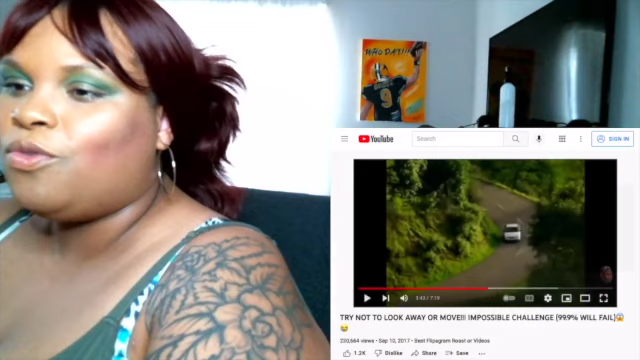 WHO DAT!!!
9
YouTube
Search
SIGN IN
3:43 / 7:19
TRY NOT TO LOOK AWAY OR MOVE!!! IMPOSSIBLE CHALLENGE (99.9% WILL FAIL)😱
😂
230,664 views • Sep 10, 2017 • Best Flipagram Roast or Videos
1.2K Dislike Share Save ...